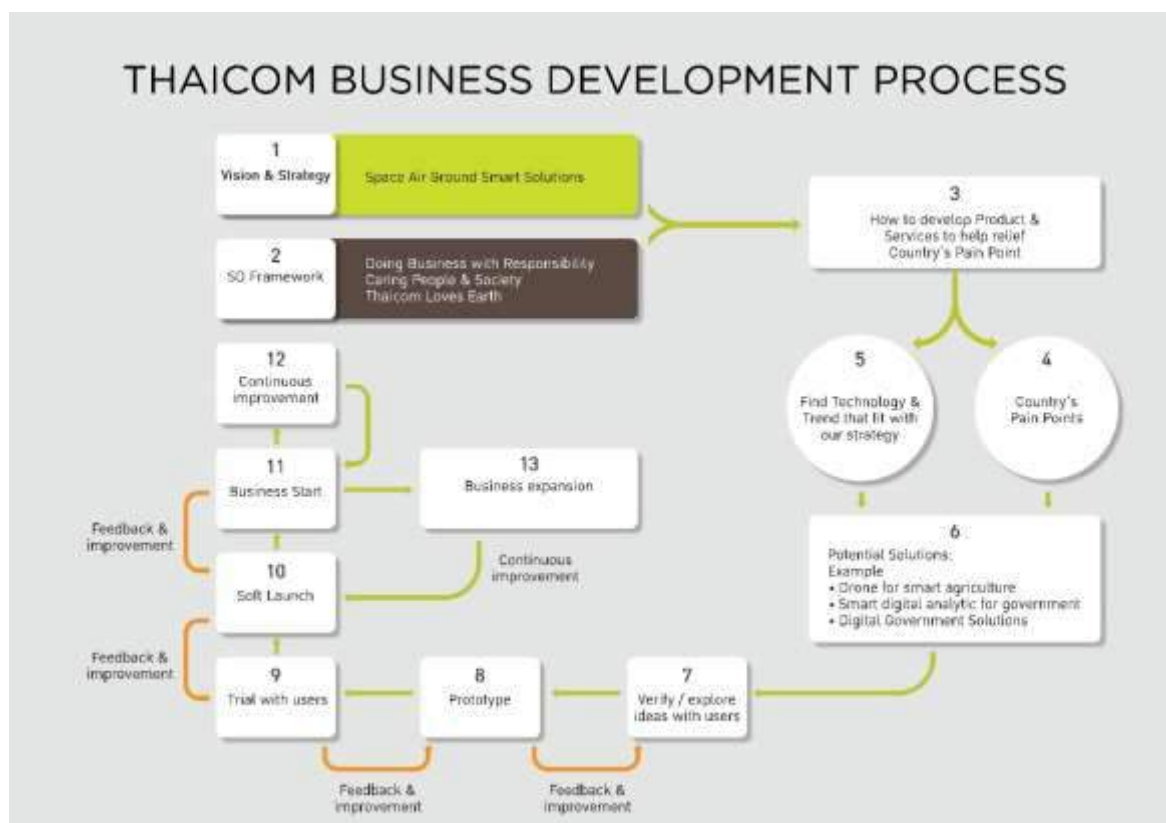 THAICOM BUSINESS DEVELOPMENT PROCESS
1
Vision & Strategy
Space Air Ground Smart Solutions
2
SD Framework
Doing Business with Responsibility
Caring People & Society
Thaicom Loves Earth
3
How to develop Product &
Services to help relief
Country's Pain Point
5
Find Technology &
Trend that fit with
our strategy
4
Country's
Pain Points
6
Potential Solutions:
Example
• Drone for smart agriculture
• Smart digital analytic for government
• Digital Government Solutions
7
Verify / explore
ideas with users
8
Prototype
9
Trial with users
10
Soft Launch
11
Business Start
12
Continuous
improvement
13
Business expansion
Continuous
improvement
Feedback &
improvement
Feedback &
improvement
Feedback &
improvement
Feedback &
improvement